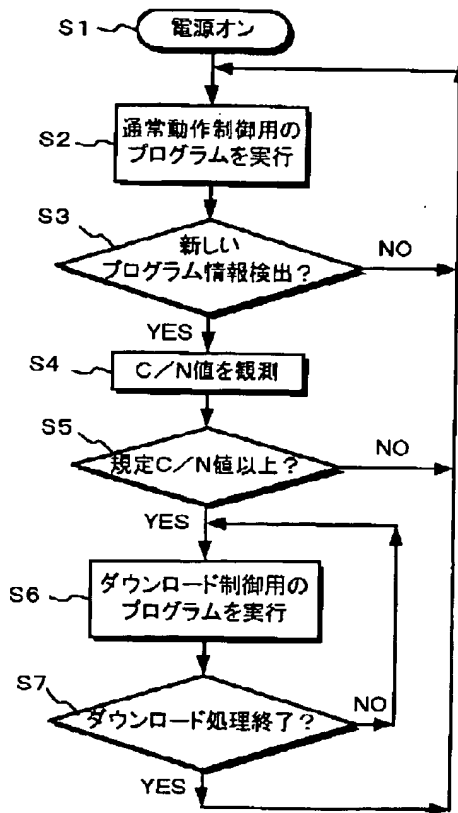 S1
電源オン
S2
通常動作制御用の
プログラムを実行
S3
新しい
プログラム情報検出？
NO
YES
S4
C／N値を観測
S5
規定C／N値以上？
NO
YES
S6
ダウンロード制御用の
プログラムを実行
S7
ダウンロード処理終了？
NO
YES